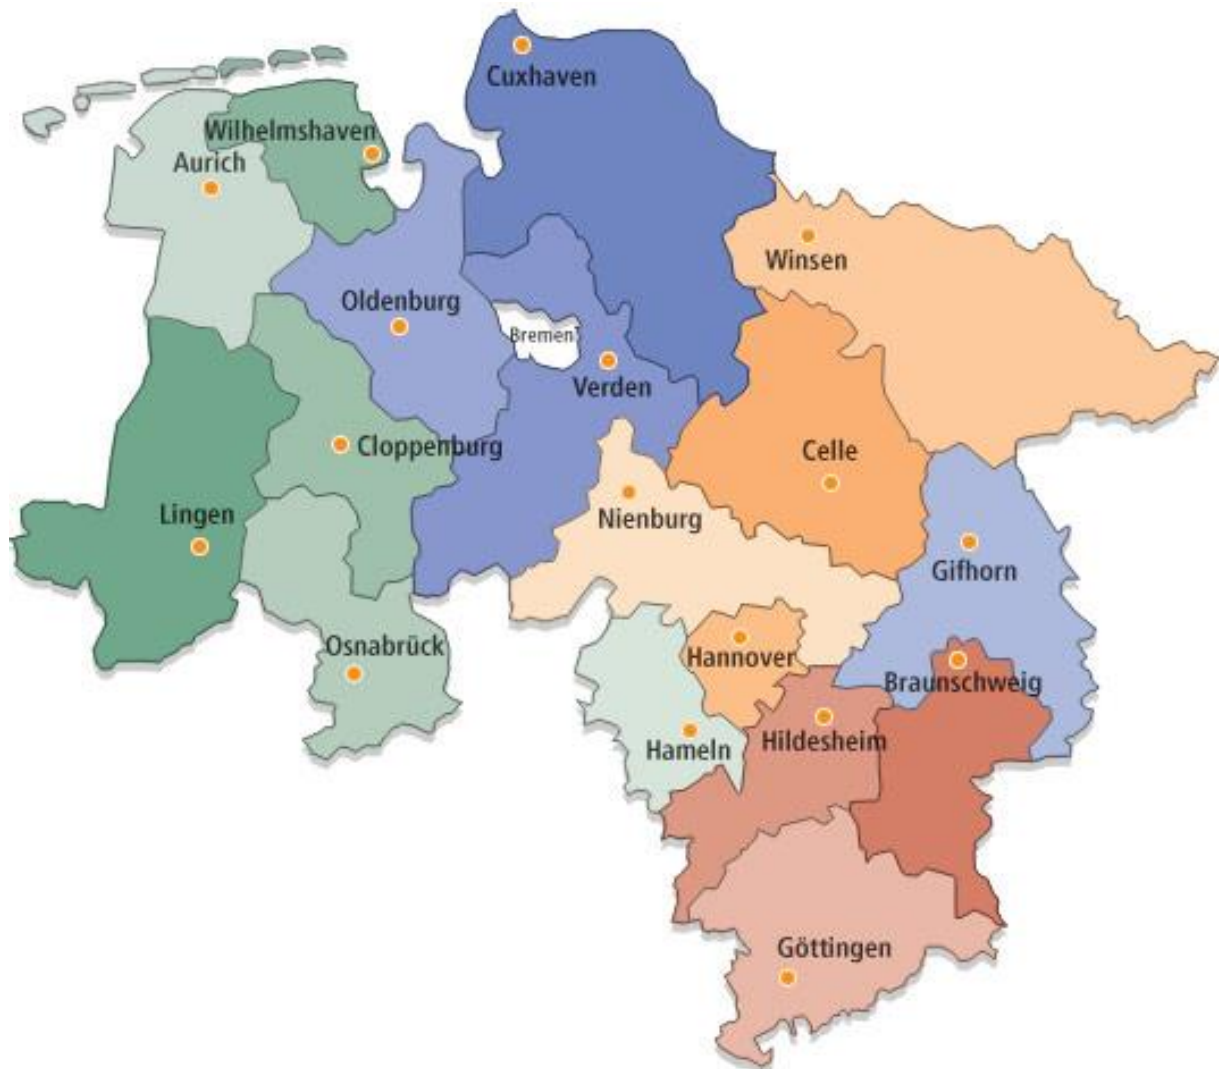 Cuxhaven
Wilhelmshaven
Aurich
Winsen
Oldenburg
Bremen
Verden
Cloppenburg
Celle
Lingen
Nienburg
Gifhorn
Osnabrück
Hannover
Braunschweig
Hameln
Hildesheim
Göttingen